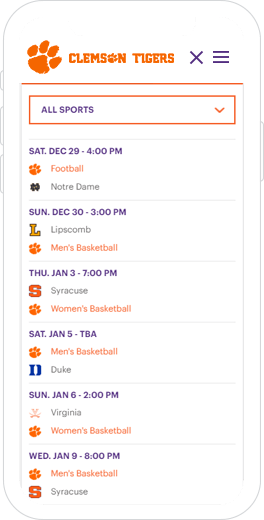 CLEMSON TIGERS
ALL SPORTS
SAT. DEC 29 - 4:00 PM
Football
Notre Dame
SUN. DEC 30 - 3:00 PM
L
Lipscomb
Men's Basketball
THU. JAN 3 - 7:00 PM
S
Syracuse
Women's Basketball
SAT. JAN 5 - TBA
Men's Basketball
D
Duke
SUN. JAN 6 - 2:00 PM
Virginia
Women's Basketball
WED. JAN 9 - 8:00 PM
Men's Basketball
S
Syracuse